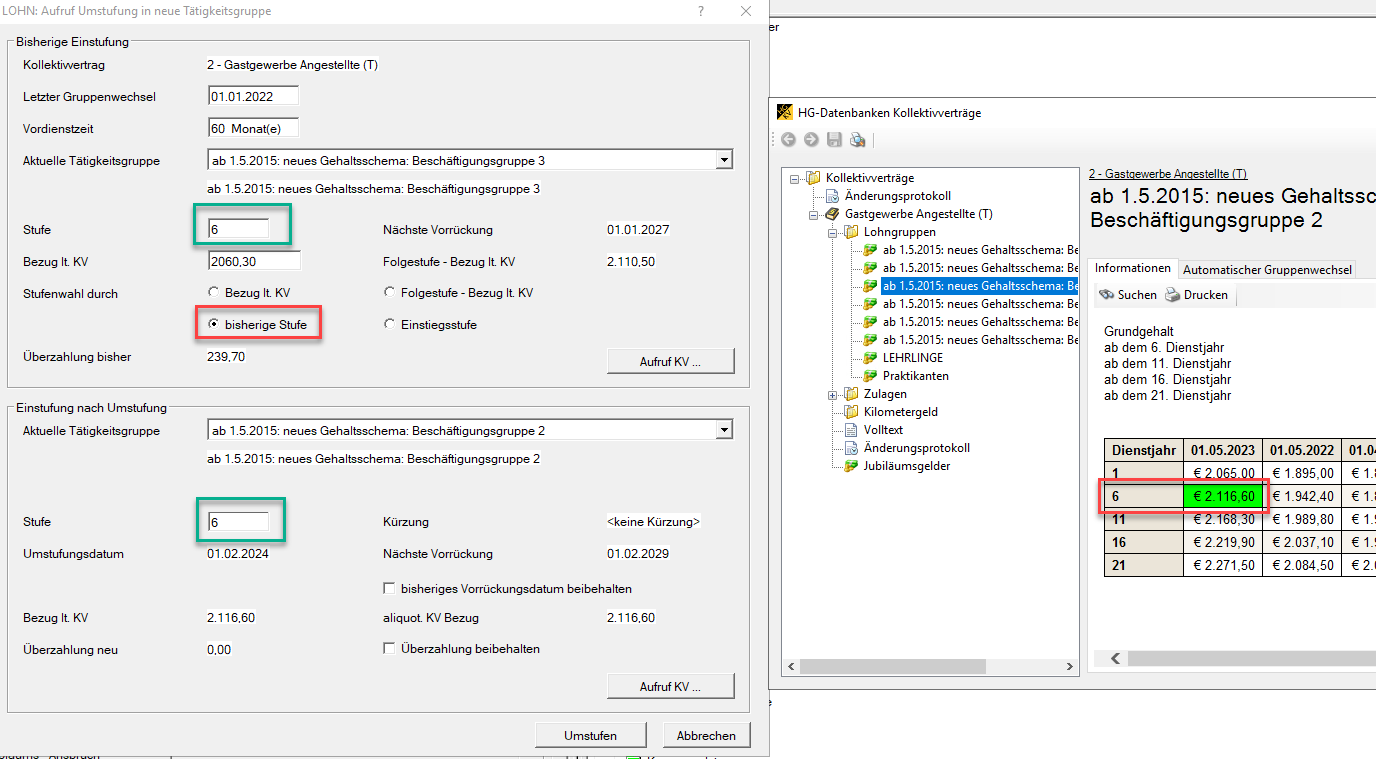 LOHN: Aufruf Umstufung in neue Tätigkeitsgruppe ?
Bisherige Einstufung
Kollektivvertrag 2 - Gastgewerbe Angestellte (T)
Letzter Gruppenwechsel 01.01.2022
Vordienstzeit 60 Monat(e)
Aktuelle Tätigkeitsgruppe ab 1.5.2015: neues Gehaltsschema: Beschäftigungsgruppe 3
ab 1.5.2015: neues Gehaltsschema: Beschäftigungsgruppe 3
Stufe 6 Nächste Vorrückung 01.01.2027
Bezug lt. KV 2060,30 Folgestufe - Bezug lt. KV 2.110,50
Stufenwahl durch Bezug lt. KV Folgestufe - Bezug lt. KV
bisherige Stufe Einstiegsstufe
Überzahlung bisher 239,70 Aufruf KV ...
Einstufung nach Umstufung
Aktuelle Tätigkeitsgruppe ab 1.5.2015: neues Gehaltsschema: Beschäftigungsgruppe 2
ab 1.5.2015: neues Gehaltsschema: Beschäftigungsgruppe 2
Stufe 6 Kürzung <keine Kürzung>
Umstufungsdatum 01.02.2024 Nächste Vorrückung 01.02.2029
bisheriges Vorrückungsdatum beibehalten
Bezug lt. KV 2.116,60 aliquot. KV Bezug 2.116,60
Überzahlung neu 0,00 Überzahlung beibehalten
Aufruf KV ...
Umstufen Abbrechen
er
HG-Datenbanken Kollektivverträge
Kollektivverträge
Änderungsprotokoll
Gastgewerbe Angestellte (T)
Lohngruppen
ab 1.5.2015: neues Gehaltsschema: Be
ab 1.5.2015: neues Gehaltsschema: Be
ab 1.5.2015: neues Gehaltsschema: Be
ab 1.5.2015: neues Gehaltsschema: Be
ab 1.5.2015: neues Gehaltsschema: Be
ab 1.5.2015: neues Gehaltsschema: Be
LEHRLINGE
Praktikanten
Zulagen
Kilometergeld
Volltext
Änderungsprotokoll
Jubiläumsgelder
2 - Gastgewerbe Angestellte (T)
ab 1.5.2015: neues Gehaltssc
Beschäftigungsgruppe 2
Informationen Automatischer Gruppenwechsel
Suchen Drucken
Grundgehalt
ab dem 6. Dienstjahr
ab dem 11. Dienstjahr
ab dem 16. Dienstjahr
ab dem 21. Dienstjahr
Dienstjahr 01.05.2023 01.05.2022 01.0
1 € 2.065,00 € 1.895,00 € 1.8
6 € 2.116,60 € 1.942,40 € 1.8
11 € 2.168,30 € 1.989,80 € 1.9
16 € 2.219,90 € 2.037,10 € 1.9
21 € 2.271,50 € 2.084,50 € 2.0